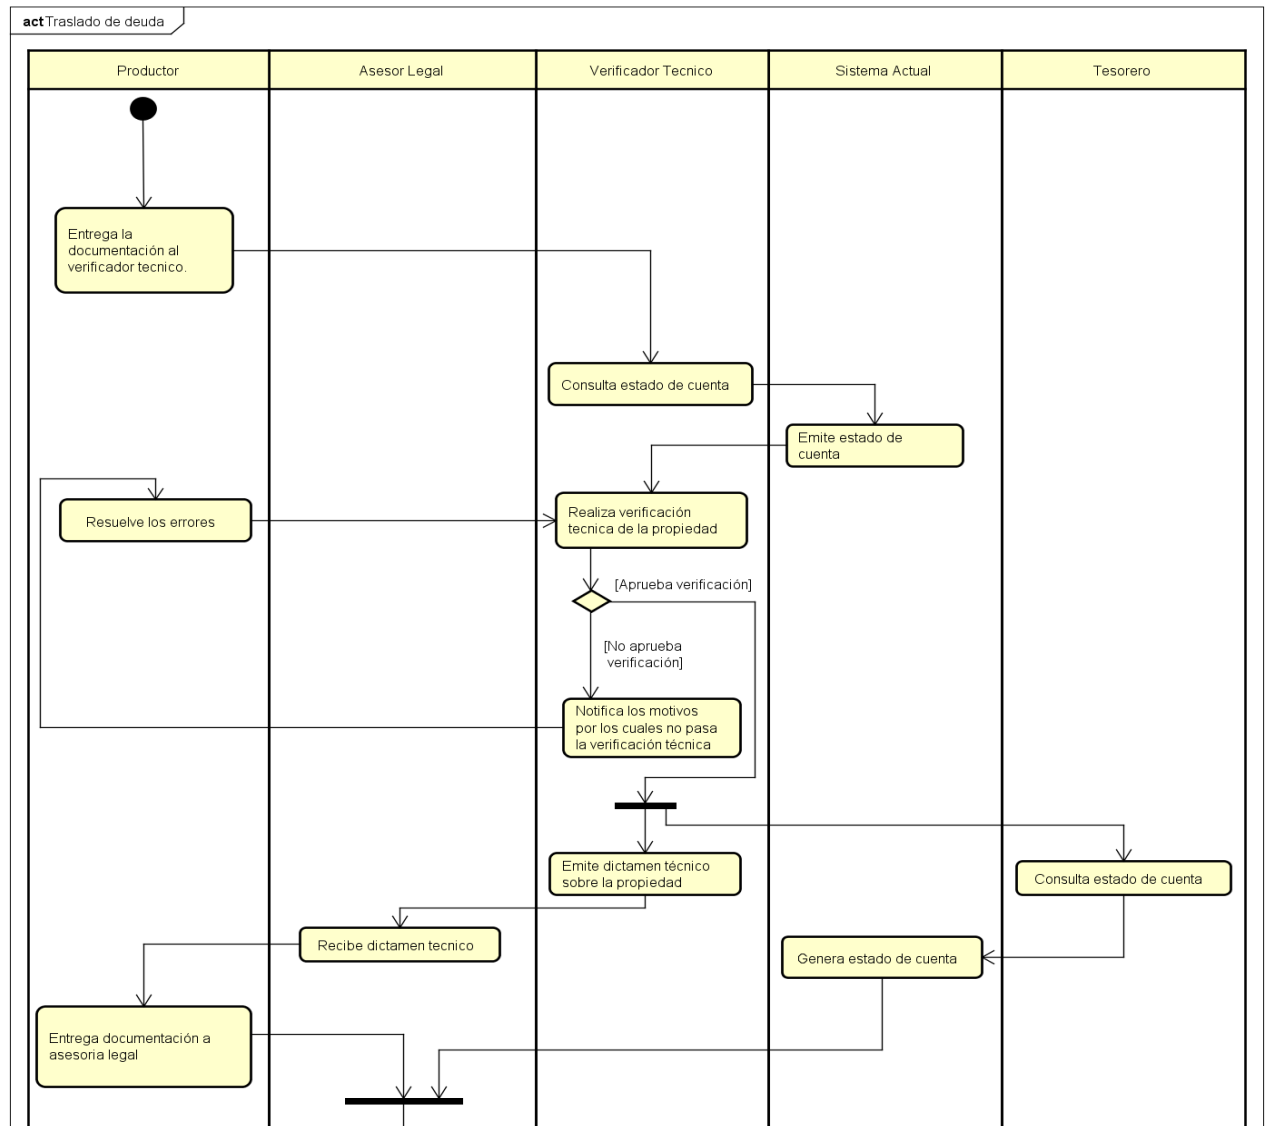 act Traslado de deuda
Productor
Asesor Legal
Verificador Tecnico
Sistema Actual
Tesorero
Entrega la
documentación al
verificador tecnico.
Consulta estado de cuenta
Emite estado de
cuenta
Resuelve los errores
Realiza verificación
tecnica de la propiedad
[Aprueba verificación]
[No aprueba
verificación]
Notifica los motivos
por los cuales no pasa
la verificación técnica
Emite dictamen técnico
sobre la propiedad
Consulta estado de cuenta
Recibe dictamen tecnico
Genera estado de cuenta
Entrega documentación a
asesoria legal